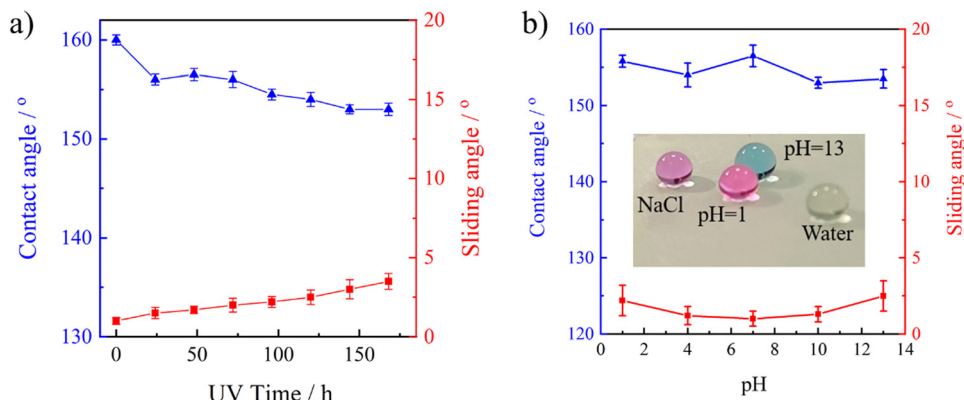 a)
Contact angle / °
160
150
140
130
0
50
100
150
UV Time / h
20
15
10
5
0
Sliding angle / °
b)
Contact angle / °
160
150
140
130
120
0
2
4
6
8
10
12
14
pH
20
15
10
5
0
Sliding angle / °
pH=13
NaCl
pH=1
Water